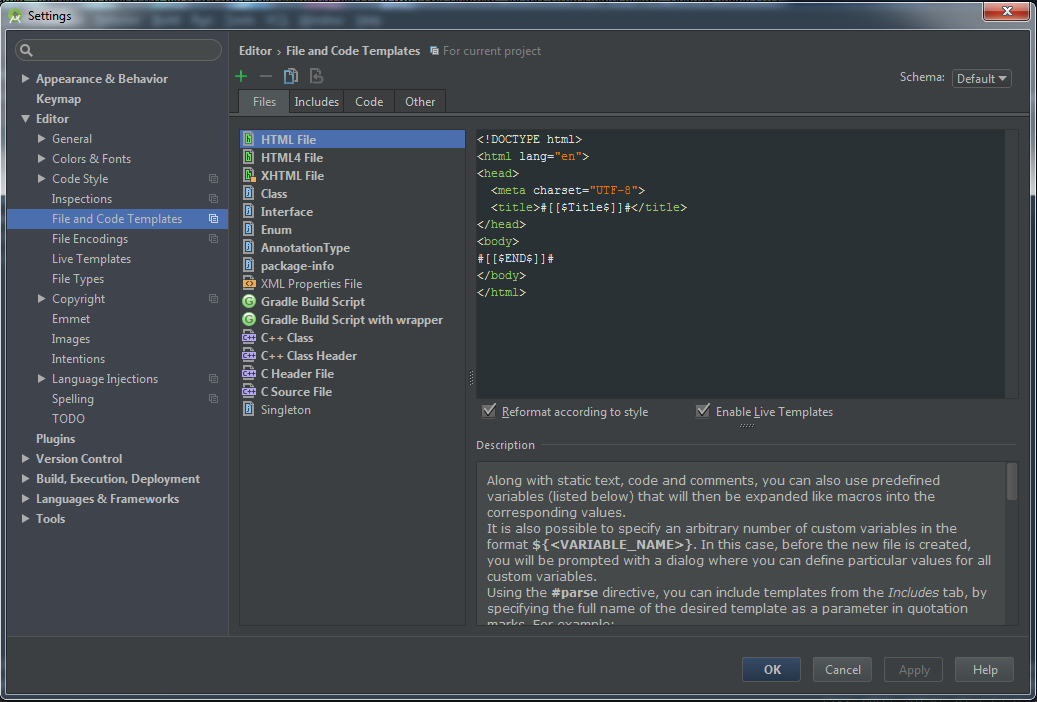 Settings
Editor › File and Code Templates For current project
Schema: Default
Appearance & Behavior
Keymap
Editor
General
Colors & Fonts
Code Style
Inspections
File and Code Templates
File Encodings
Live Templates
File Types
Copyright
Emmet
Images
Intentions
Language Injections
Spelling
TODO
Plugins
Version Control
Build, Execution, Deployment
Languages & Frameworks
Tools
Files Includes Code Other
HTML File
HTML4 File
XHTML File
Class
Interface
Enum
AnnotationType
package-info
XML Properties File
Gradle Build Script
Gradle Build Script with wrapper
C++ Class
C++ Class Header
C Header File
C Source File
Singleton
<!DOCTYPE html>
<html lang="en">
<head>
  <meta charset="UTF-8">
  <title>#[[$Title$]]#</title>
</head>
<body>
#[[$END$]]#
</body>
</html>
Reformat according to style Enable Live Templates
Description
Along with static text, code and comments, you can also use predefined
variables (listed below) that will then be expanded like macros into the
corresponding values.
It is also possible to specify an arbitrary number of custom variables in the
format ${<VARIABLE_NAME>}. In this case, before the new file is created,
you will be prompted with a dialog where you can define particular values for all
custom variables.
Using the #parse directive, you can include templates from the Includes tab, by
specifying the full name of the desired template as a parameter in quotation
marks. For example:
OK Cancel Apply Help